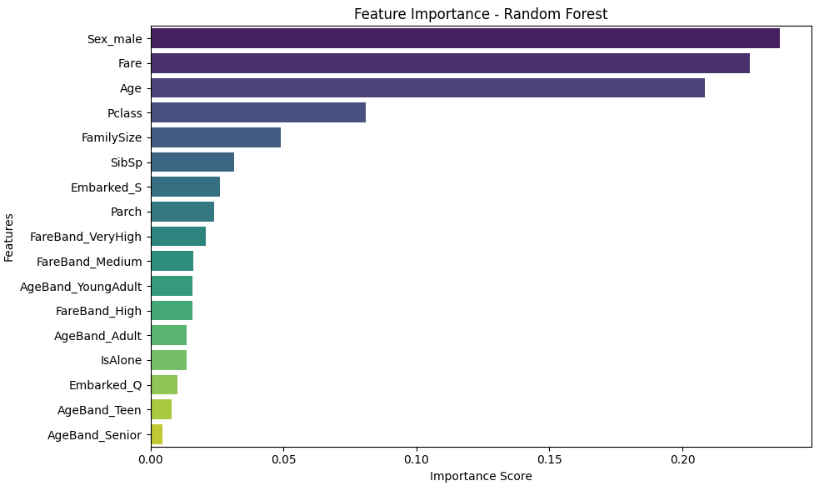 Feature Importance - Random Forest
Sex_male
Fare
Age
Pclass
FamilySize
SibSp
Embarked_S
Parch
FareBand_VeryHigh
FareBand_Medium
AgeBand_YoungAdult
FareBand_High
AgeBand_Adult
IsAlone
Embarked_Q
AgeBand_Teen
AgeBand_Senior
Features
0.00 0.05 0.10 0.15 0.20
Importance Score